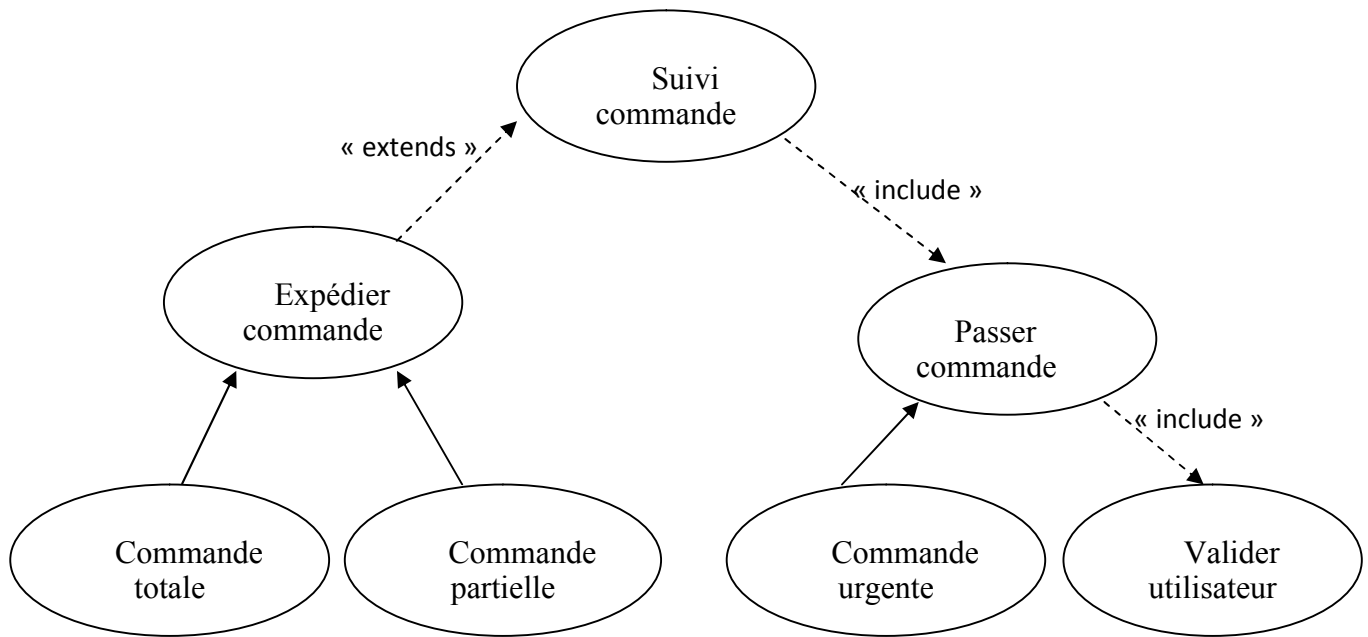 Suivi
commande
« extends »
« include »
Expédier
commande
Passer
commande
« include »
Commande
totale
Commande
partielle
Commande
urgente
Valider
utilisateur